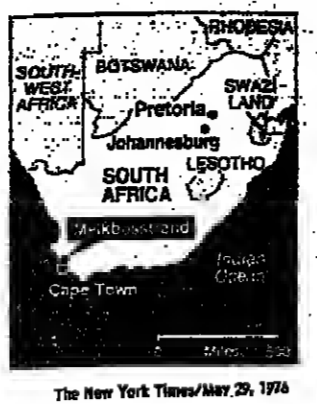 RHODESIA
BOTSWANA
SOUTH-
WEST
AFRICA
SWAZI-
LAND
Pretoria
Johannesburg
LESOTHO
SOUTH
AFRICA
Melkbosstrand
Indian
Ocean
Cape Town
0 Miles
The New York Times/May 29, 1976